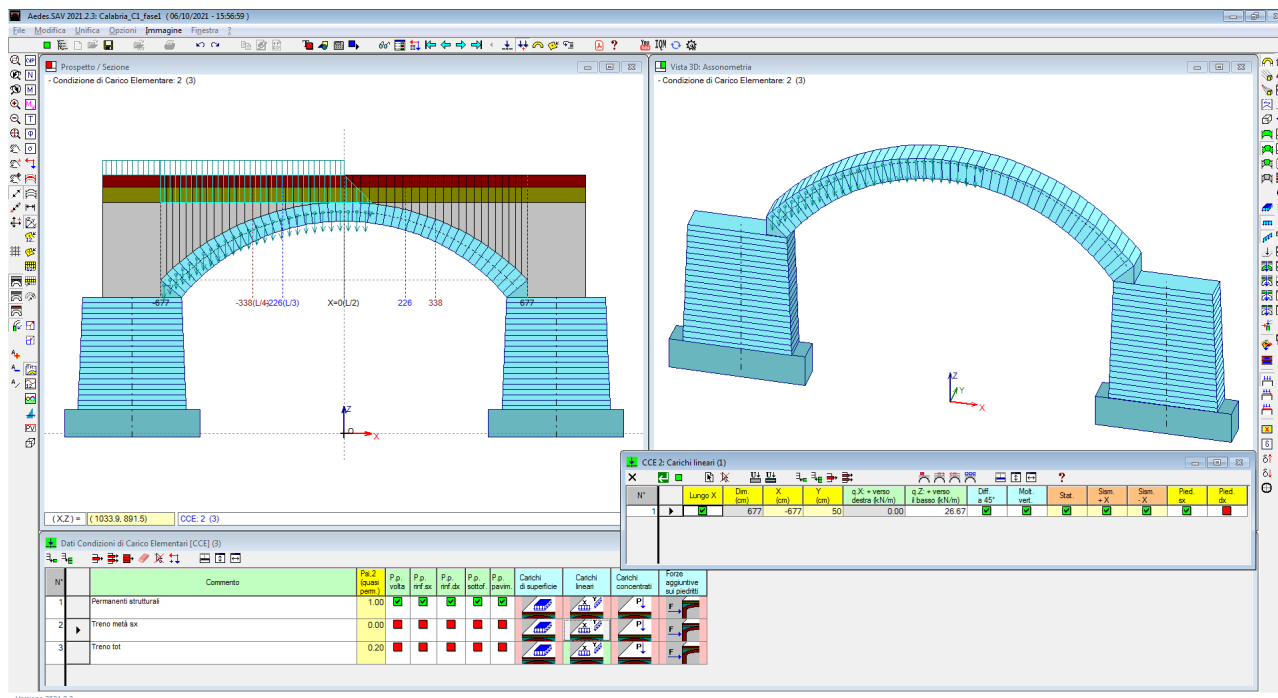 Aedes.SAV 2021.2.3: Calabria_C1_fase1 ( 06/10/2021 - 15:56:59 )
File Modifica Unifica Opzioni Immagine Finestra ?
Prospetto / Sezione
- Condizione di Carico Elementare: 2 (3)
-677 -338(L/4) -226(L/3) X=0(L/2) 226 338 677
Z
O
X
(X,Z) = ( 1033.9, 891.5) CCE: 2 (3)
Vista 3D: Assonometria
- Condizione di Carico Elementare: 2 (3)
Z
Y
X
CCE 2: Carichi lineari (1)
N° Lungo X Dim. (cm) X (cm) Y (cm) q.X: + verso destra (kN/m) q.Z: + verso il basso (kN/m) Diff. a 45° Molt. vert. Stat. Sism. + X Sism. - X Pied. sx Pied. dx
1 677 -677 50 0.00 26.67
Dati Condizioni di Carico Elementari [CCE] (3)
N° Commento Psi,2 (quasi perm.) P.p. volta P.p. rinf.sx P.p. rinf.dx P.p. sottof. P.p. pavim. Carichi di superficie Carichi lineari Carichi concentrati Forze aggiuntive sui piedritti
1 Permanenti strutturali 1.00
2 Treno metà sx 0.00
3 Treno tot 0.20